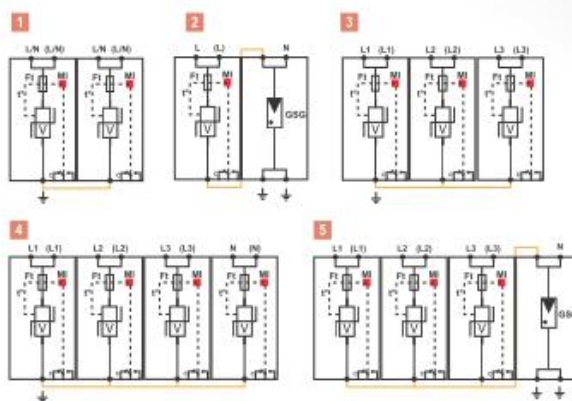 1
L/N (L/N) L/N (L/N)
Ft MI Ft MI
V V
2
L (L) N
Ft MI
GSG
V
3
L1 (L1) L2 (L2) L3 (L3)
Ft MI Ft MI Ft MI
V V V
4
L1 (L1) L2 (L2) L3 (L3) N (N)
Ft MI Ft MI Ft MI Ft MI
V V V V
5
L1 (L1) L2 (L2) L3 (L3) N
Ft MI Ft MI Ft MI
GSG
V V V